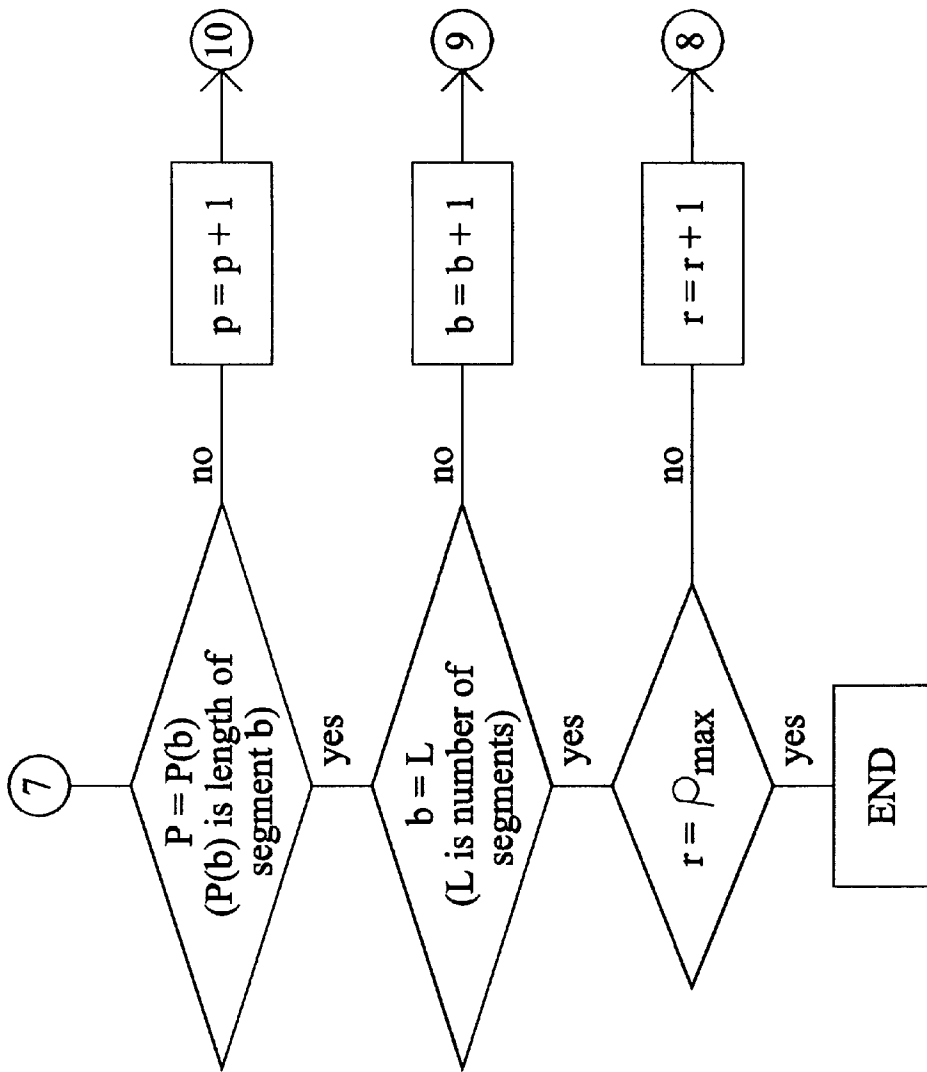 7
P = P(b)
(P(b) is length of
segment b)
no
p = p + 1
10
yes
b = L
(L is number of
segments)
no
b = b + 1
9
yes
r = ρmax
no
r = r + 1
8
yes
END